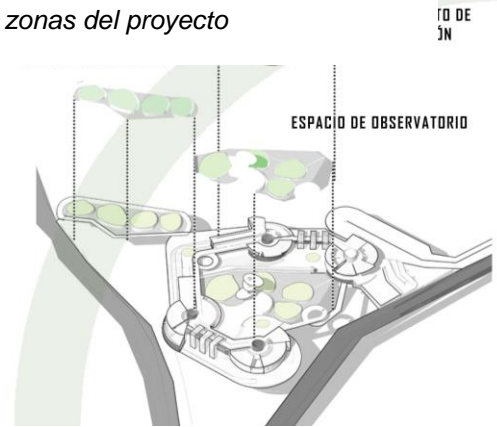 zonas del proyecto
TO DE
ÓN
ESPACIO DE OBSERVATORIO